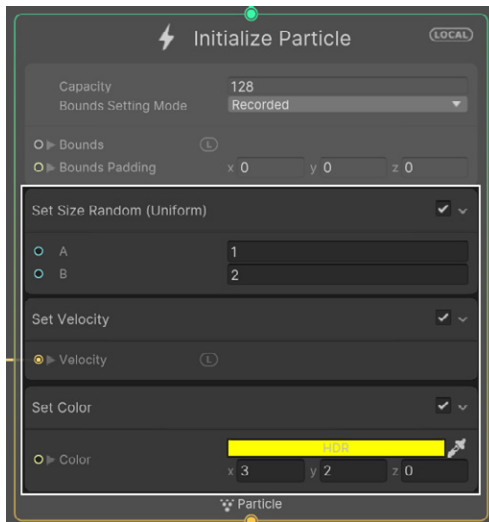 Initialize Particle
LOCAL
Capacity 128
Bounds Setting Mode Recorded
Bounds L
Bounds Padding x 0 y 0 z 0
Set Size Random (Uniform)
A 1
B 2
Set Velocity
Velocity L
Set Color
HDR
Color x 3 y 2 z 0
Particle